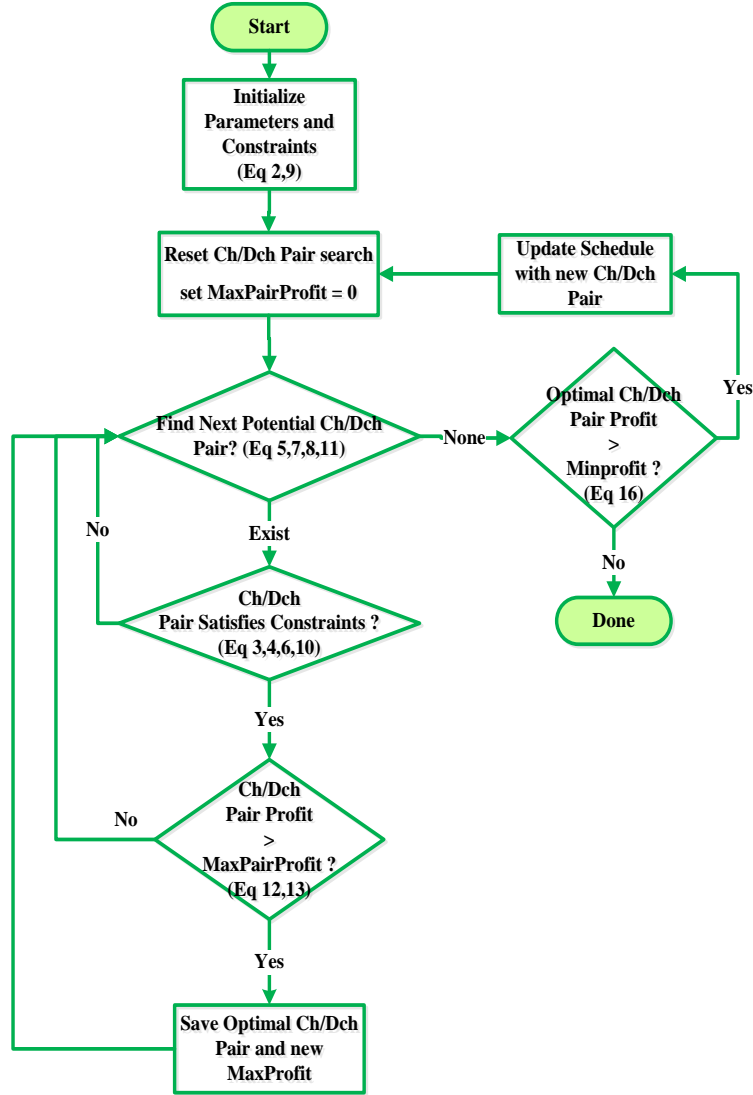 Start
Initialize
Parameters and
Constraints
(Eq 2,9)
Reset Ch/Dch Pair search
set MaxPairProfit = 0
Update Schedule
with new Ch/Dch
Pair
Yes
Find Next Potential Ch/Dch
Pair? (Eq 5,7,8,11)
None
Optimal Ch/Dch
Pair Profit
>
Minprofit ?
(Eq 16)
No
Exist
No
Done
Ch/Dch
Pair Satisfies Constraints ?
(Eq 3,4,6,10)
Yes
Ch/Dch
Pair Profit
>
MaxPairProfit ?
(Eq 12,13)
No
Yes
Save Optimal Ch/Dch
Pair and new
MaxProfit